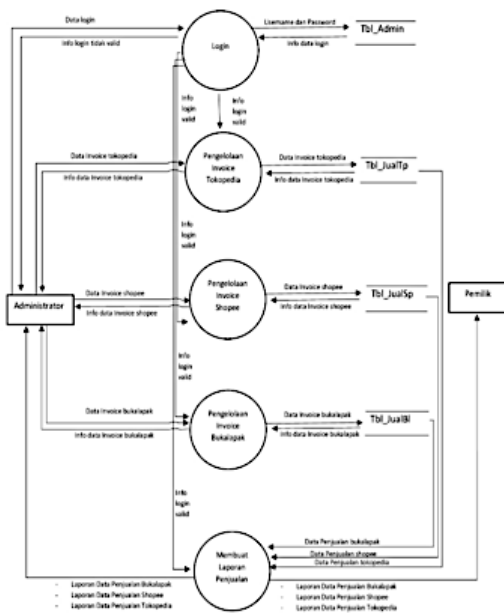 Data login
Info login tidak valid
Login
Username dan Password
Info data login
Tbl_Admin
Info
login
valid
Info
login
valid
Data Invoice tokopedia
Info data Invoice tokopedia
Pengelolaan
Invoice
Tokopedia
Data Invoice tokopedia
Info data Invoice tokopedia
Tbl_JualTp
Info
login
valid
Administrator
Data Invoice shopee
Info data Invoice shopee
Pengelolaan
Invoice
Shopee
Data Invoice shopee
Info data Invoice shopee
Tbl_JualSp
Pemilik
Info
login
valid
Data Invoice bukalapak
Info data Invoice bukalapak
Pengelolaan
Invoice
Bukalapak
Data Invoice bukalapak
Info data Invoice bukalapak
Tbl_JualBl
Info
login
valid
Membuat
Laporan
Penjualan
Data Penjualan bukalapak
Data Penjualan shopee
Data Penjualan tokopedia
- Laporan Data Penjualan Bukalapak
- Laporan Data Penjualan Shopee
- Laporan Data Penjualan Tokopedia
- Laporan Data Penjualan Bukalapak
- Laporan Data Penjualan Shopee
- Laporan Data Penjualan Tokopedia